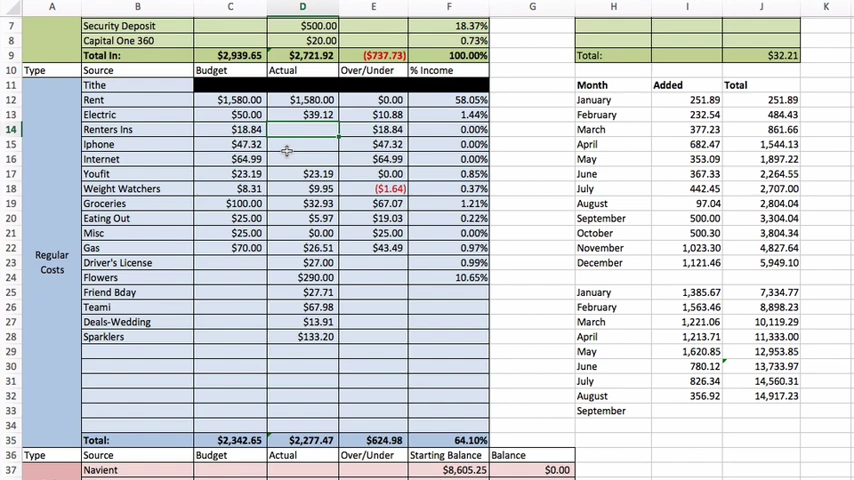 A B C D E F G H I J K
7 Security Deposit $500.00 18.37%
8 Capital One 360 $20.00 0.73%
9 Total In: $2,939.65 $2,721.92 ($737.73) 100.00% Total: $32.21
10 Type Source Budget Actual Over/Under % Income
11 Tithe Month Added Total
12 Rent $1,580.00 $1,580.00 $0.00 58.05% January 251.89 251.89
13 Electric $50.00 $39.12 $10.88 1.44% February 232.54 484.43
14 Renters Ins $18.84 $18.84 0.00% March 377.23 861.66
15 Iphone $47.32 $47.32 0.00% April 682.47 1,544.13
16 Internet $64.99 $64.99 0.00% May 353.09 1,897.22
17 Youfit $23.19 $23.19 $0.00 0.85% June 367.33 2,264.55
18 Weight Watchers $8.31 $9.95 ($1.64) 0.37% July 442.45 2,707.00
19 Groceries $100.00 $32.93 $67.07 1.21% August 97.04 2,804.04
20 Eating Out $25.00 $5.97 $19.03 0.22% September 500.00 3,304.04
21 Misc $25.00 $0.00 $25.00 0.00% October 500.30 3,804.34
22 Gas $70.00 $26.51 $43.49 0.97% November 1,023.30 4,827.64
Regular
Costs
23 Driver's License $27.00 0.99% December 1,121.46 5,949.10
24 Flowers $290.00 10.65%
25 Friend Bday $27.71 January 1,385.67 7,334.77
26 Teami $67.98 February 1,563.46 8,898.23
27 Deals-Wedding $13.91 March 1,221.06 10,119.29
28 Sparklers $133.20 April 1,213.71 11,333.00
29 May 1,620.85 12,953.85
30 June 780.12 13,733.97
31 July 826.34 14,560.31
32 August 356.92 14,917.23
33 September
34
35 Total: $2,342.65 $2,277.47 $624.98 64.10%
36 Type Source Budget Actual Over/Under Starting Balance Balance
37 Navient $8,605.25 $0.00